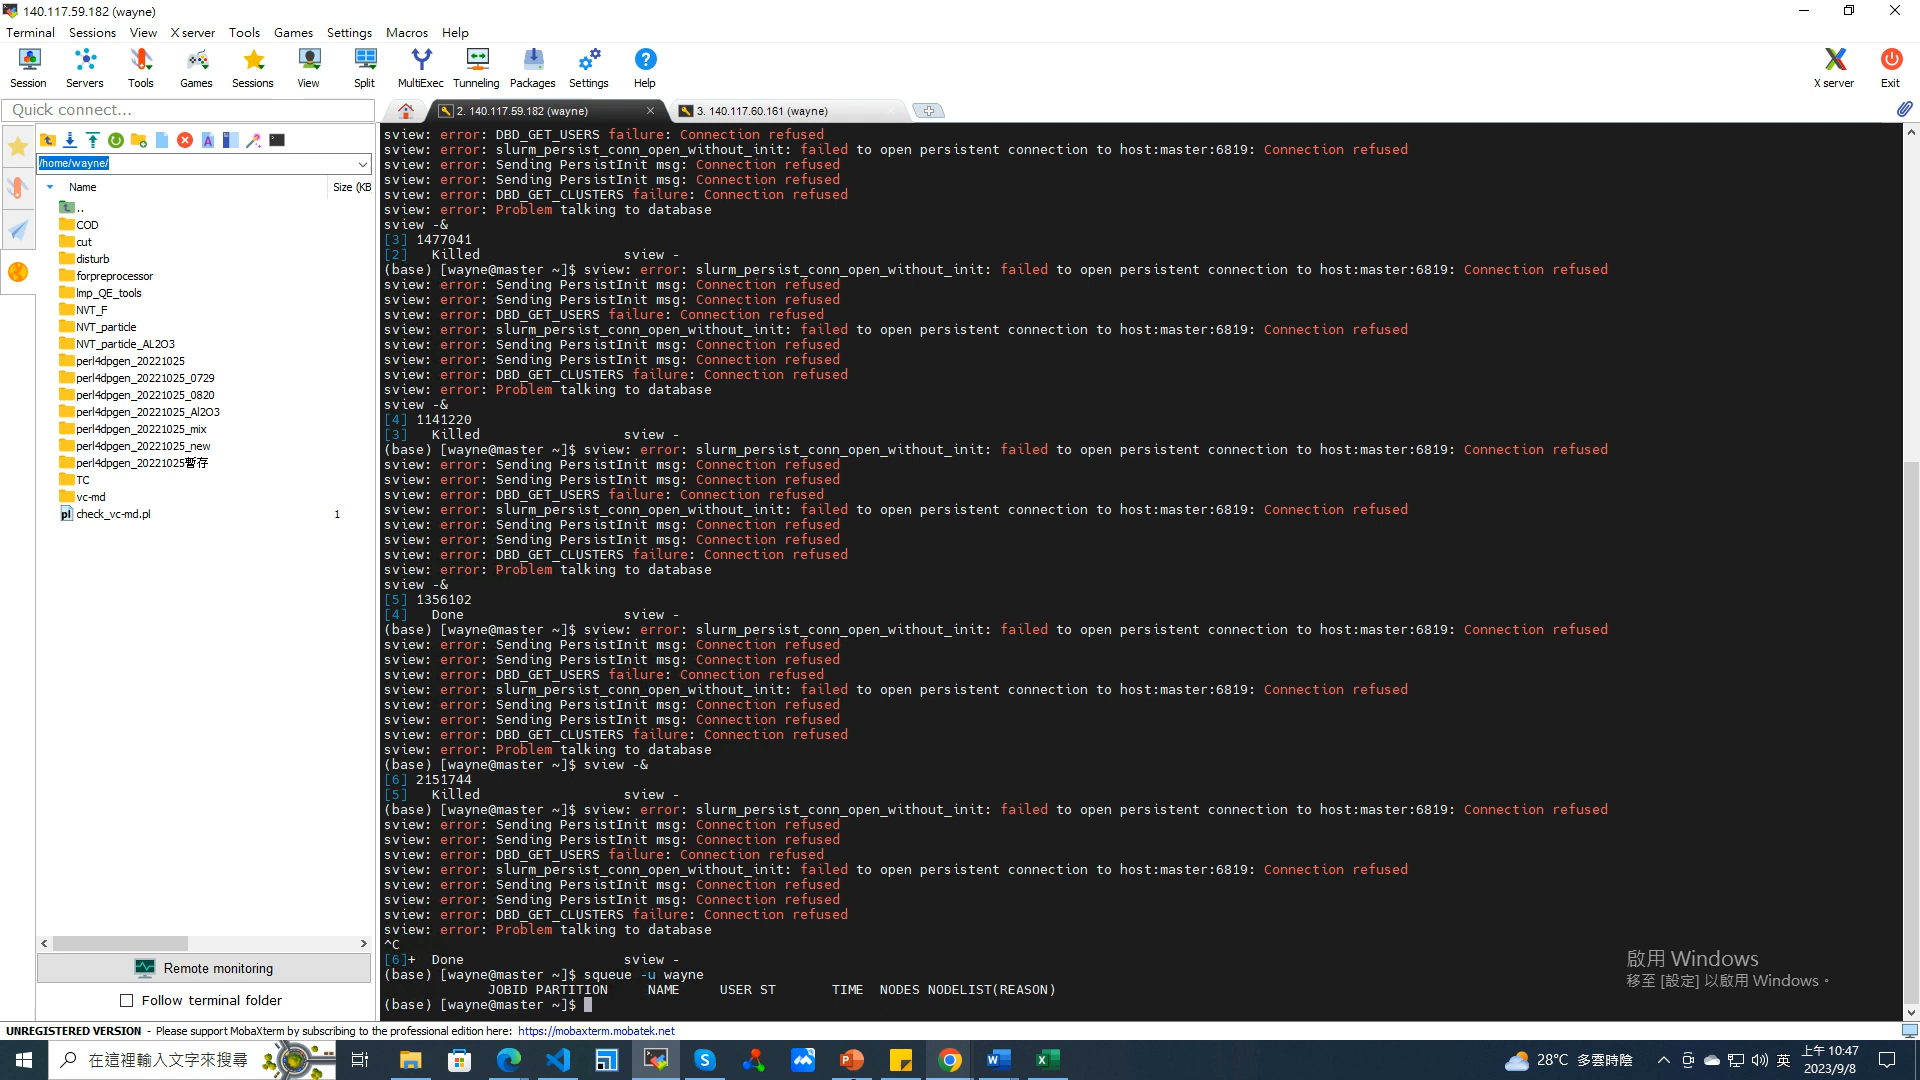 140.117.59.182 (wayne)
Terminal Sessions View X server Tools Games Settings Macros Help
Session Servers Tools Games Sessions View Split MultiExec Tunneling Packages Settings Help X server Exit
Quick connect...
2. 140.117.59.182 (wayne)
3. 140.117.60.161 (wayne)
/home/wayne/
Name Size (KB
..
COD
cut
disturb
forpreprocessor
lmp_QE_tools
NVT_F
NVT_particle
NVT_particle_AL2O3
perl4dpgen_20221025
perl4dpgen_20221025_0729
perl4dpgen_20221025_0820
perl4dpgen_20221025_Al2O3
perl4dpgen_20221025_mix
perl4dpgen_20221025_new
perl4dpgen_20221025暫存
TC
vc-md
check_vc-md.pl 1
Remote monitoring
Follow terminal folder
sview: error: DBD_GET_USERS failure: Connection refused
sview: error: slurm_persist_conn_open_without_init: failed to open persistent connection to host:master:6819: Connection refused
sview: error: Sending PersistInit msg: Connection refused
sview: error: Sending PersistInit msg: Connection refused
sview: error: DBD_GET_CLUSTERS failure: Connection refused
sview: error: Problem talking to database
sview -&
[3] 1477041
[2]   Killed                  sview -
(base) [wayne@master ~]$ sview: error: slurm_persist_conn_open_without_init: failed to open persistent connection to host:master:6819: Connection refused
sview: error: Sending PersistInit msg: Connection refused
sview: error: Sending PersistInit msg: Connection refused
sview: error: DBD_GET_USERS failure: Connection refused
sview: error: slurm_persist_conn_open_without_init: failed to open persistent connection to host:master:6819: Connection refused
sview: error: Sending PersistInit msg: Connection refused
sview: error: Sending PersistInit msg: Connection refused
sview: error: DBD_GET_CLUSTERS failure: Connection refused
sview: error: Problem talking to database
sview -&
[4] 1141220
[3]   Killed                  sview -
(base) [wayne@master ~]$ sview: error: slurm_persist_conn_open_without_init: failed to open persistent connection to host:master:6819: Connection refused
sview: error: Sending PersistInit msg: Connection refused
sview: error: Sending PersistInit msg: Connection refused
sview: error: DBD_GET_USERS failure: Connection refused
sview: error: slurm_persist_conn_open_without_init: failed to open persistent connection to host:master:6819: Connection refused
sview: error: Sending PersistInit msg: Connection refused
sview: error: Sending PersistInit msg: Connection refused
sview: error: DBD_GET_CLUSTERS failure: Connection refused
sview: error: Problem talking to database
sview -&
[5] 1356102
[4]   Done                    sview -
(base) [wayne@master ~]$ sview: error: slurm_persist_conn_open_without_init: failed to open persistent connection to host:master:6819: Connection refused
sview: error: Sending PersistInit msg: Connection refused
sview: error: Sending PersistInit msg: Connection refused
sview: error: DBD_GET_USERS failure: Connection refused
sview: error: slurm_persist_conn_open_without_init: failed to open persistent connection to host:master:6819: Connection refused
sview: error: Sending PersistInit msg: Connection refused
sview: error: Sending PersistInit msg: Connection refused
sview: error: DBD_GET_CLUSTERS failure: Connection refused
sview: error: Problem talking to database
(base) [wayne@master ~]$ sview -&
[6] 2151744
[5]   Killed                  sview -
(base) [wayne@master ~]$ sview: error: slurm_persist_conn_open_without_init: failed to open persistent connection to host:master:6819: Connection refused
sview: error: Sending PersistInit msg: Connection refused
sview: error: Sending PersistInit msg: Connection refused
sview: error: DBD_GET_USERS failure: Connection refused
sview: error: slurm_persist_conn_open_without_init: failed to open persistent connection to host:master:6819: Connection refused
sview: error: Sending PersistInit msg: Connection refused
sview: error: Sending PersistInit msg: Connection refused
sview: error: DBD_GET_CLUSTERS failure: Connection refused
sview: error: Problem talking to database
^C
[6]+  Done                    sview -
(base) [wayne@master ~]$ squeue -u wayne
JOBID PARTITION     NAME     USER ST       TIME  NODES NODELIST(REASON)
(base) [wayne@master ~]$
啟用 Windows
移至 [設定] 以啟用 Windows。
UNREGISTERED VERSION - Please support MobaXterm by subscribing to the professional edition here: https://mobaxterm.mobatek.net
在這裡輸入文字來搜尋
28°C 多雲時陰
英
上午 10:47
2023/9/8